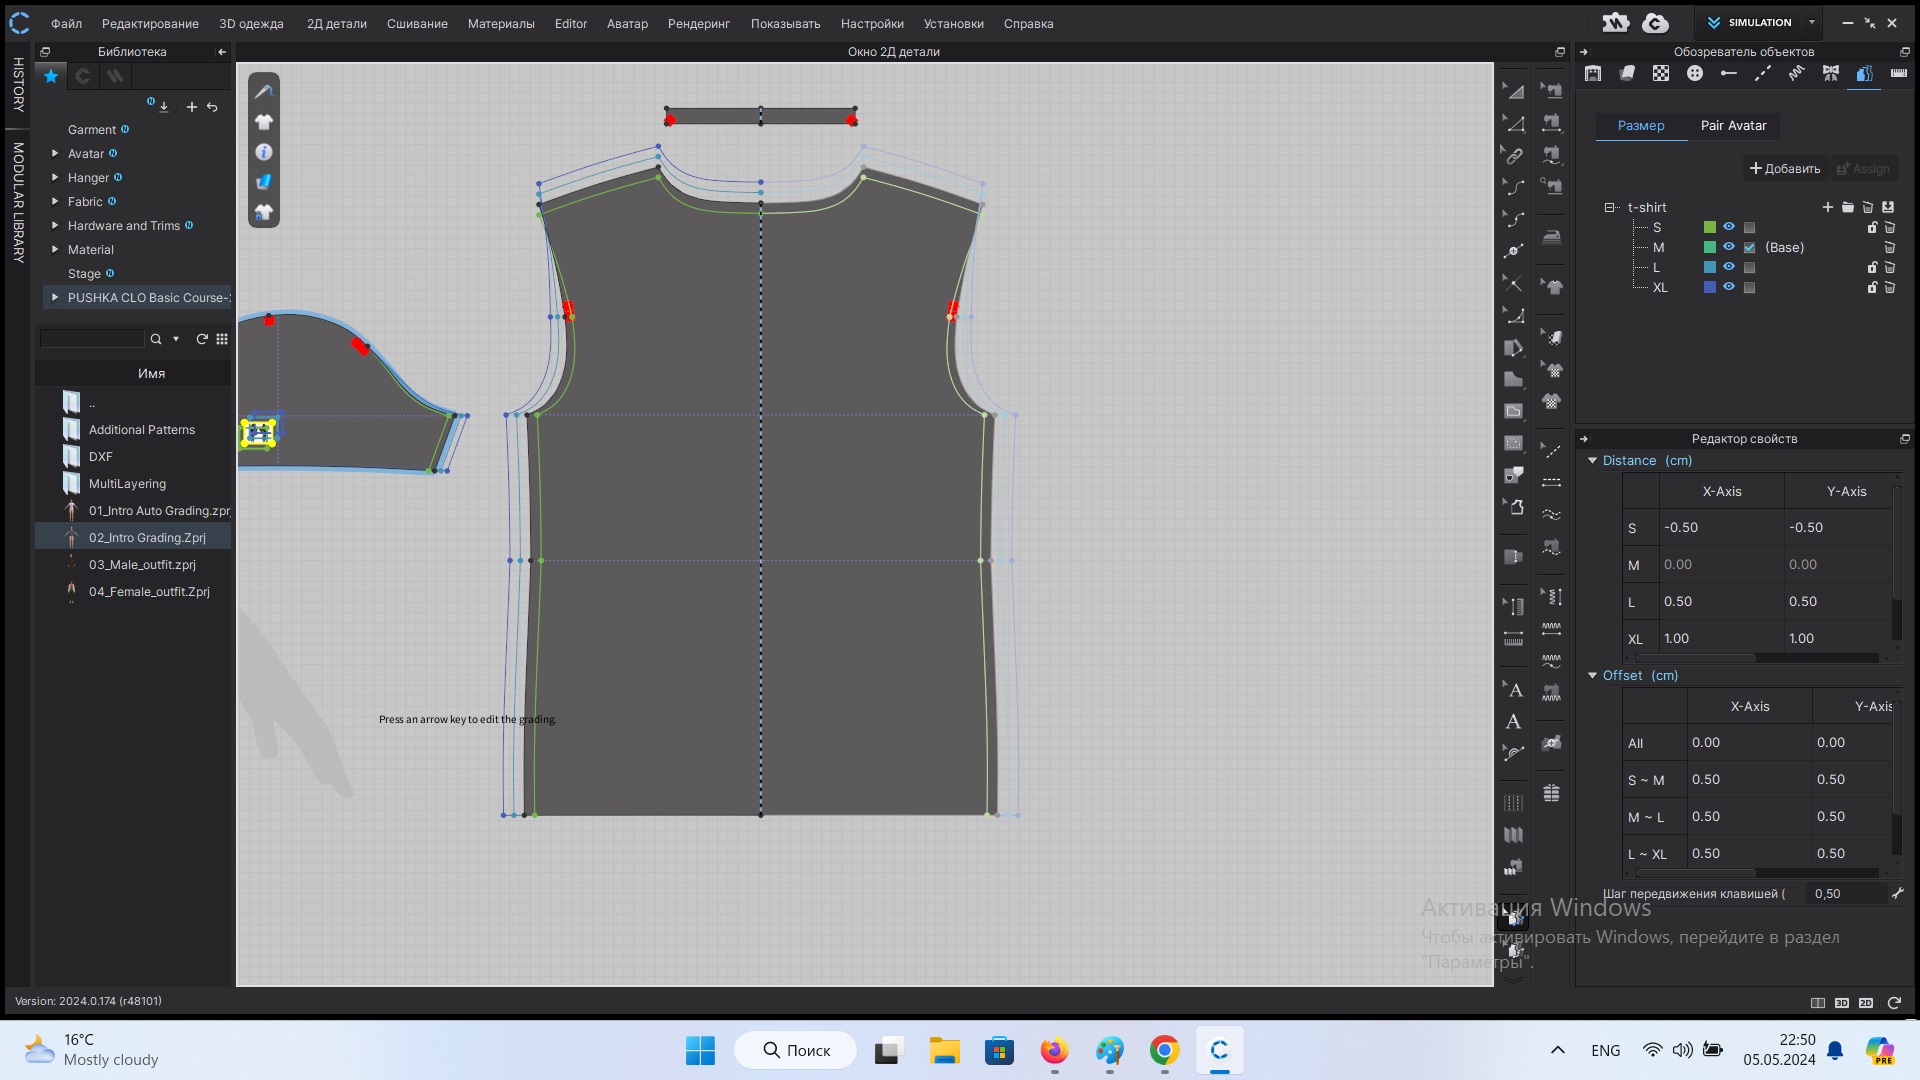 Файл Редактирование 3D одежда 2Д детали Сшивание Материалы Editor Аватар Рендеринг Показывать Настройки Установки Справка
SIMULATION
HISTORY
MODULAR LIBRARY
Библиотека
Garment
Avatar
Hanger
Fabric
Hardware and Trims
Material
Stage
PUSHKA CLO Basic Course-
Имя
..
Additional Patterns
DXF
MultiLayering
01_Intro Auto Grading.zprj
02_Intro Grading.Zprj
03_Male_outfit.zprj
04_Female_outfit.Zprj
Окно 2Д детали
Press an arrow key to edit the grading.
Обозреватель объектов
Размер Pair Avatar
Добавить Assign
t-shirt
S
M (Base)
L
XL
Редактор свойств
Distance (cm)
X-Axis Y-Axis
S -0.50 -0.50
M 0.00 0.00
L 0.50 0.50
XL 1.00 1.00
Offset (cm)
X-Axis Y-Axis
All 0.00 0.00
S ~ M 0.50 0.50
M ~ L 0.50 0.50
L ~ XL 0.50 0.50
Шаг передвижения клавишей ( 0,50
Активация Windows
Чтобы активировать Windows, перейдите в раздел
"Параметры".
Version: 2024.0.174 (r48101)
3D 2D
16°C
Mostly cloudy
Поиск
ENG
22:50
05.05.2024
PRE